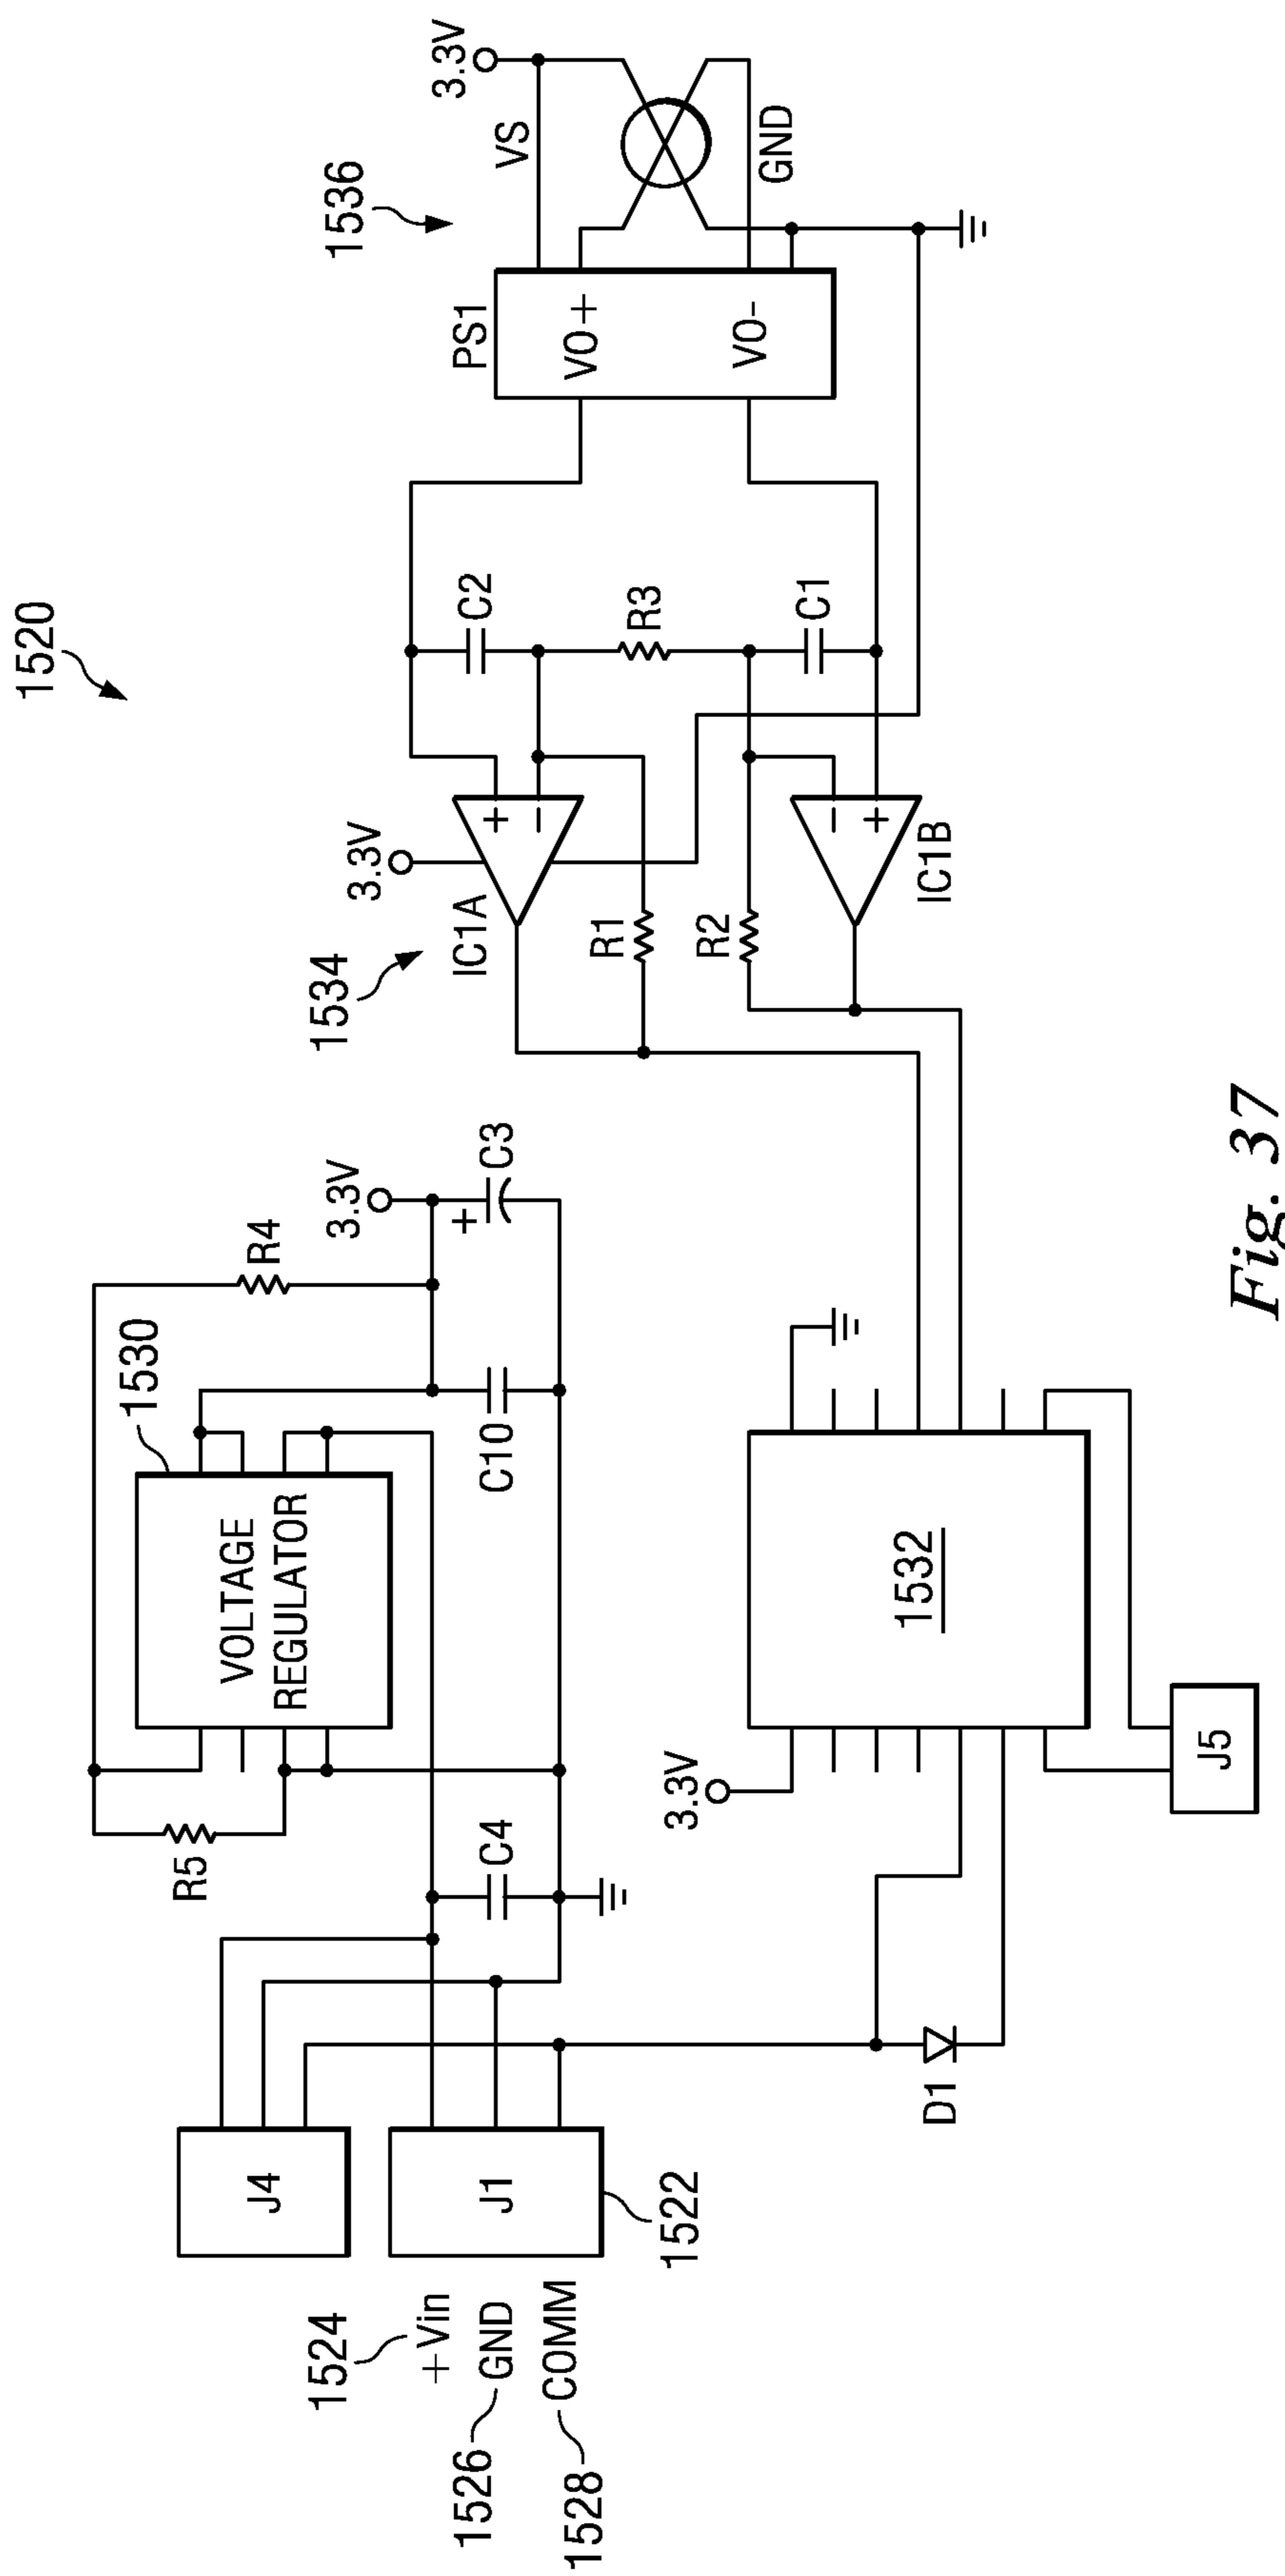 1520
J4
+Vin
GND
COMM
1524
1526
1528
J1
1522
R5
C4
VOLTAGE
REGULATOR
1530
R4
C10
3.3V
+
C3
D1
3.3V
1532
J5
1534
3.3V
IC1A
+
−
R1
R2
−
+
IC1B
C2
R3
C1
1536
PS1
VO+
VO-
3.3V
VS
GND
Fig. 37